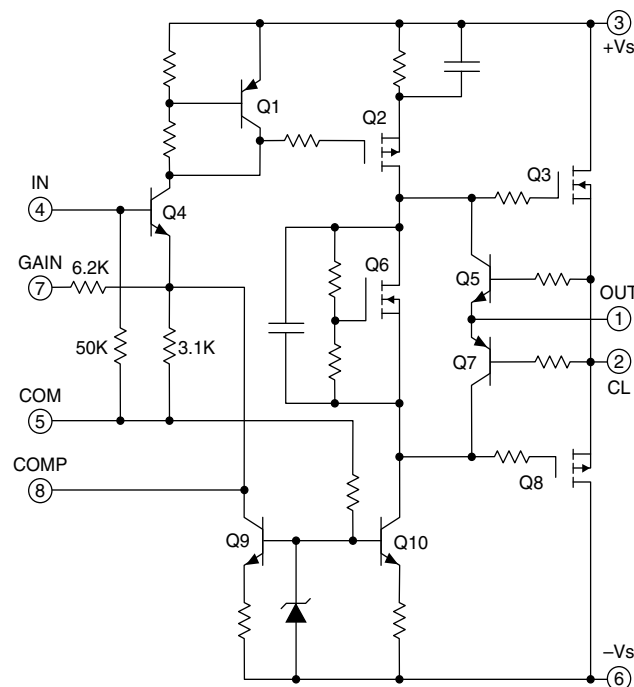 3
+Vs
Q1
Q2
Q3
IN
4
Q4
GAIN
7
6.2K
Q6
Q5
OUT
1
50K
3.1K
Q7
2
CL
COM
5
COMP
8
Q8
Q9
Q10
–Vs
6